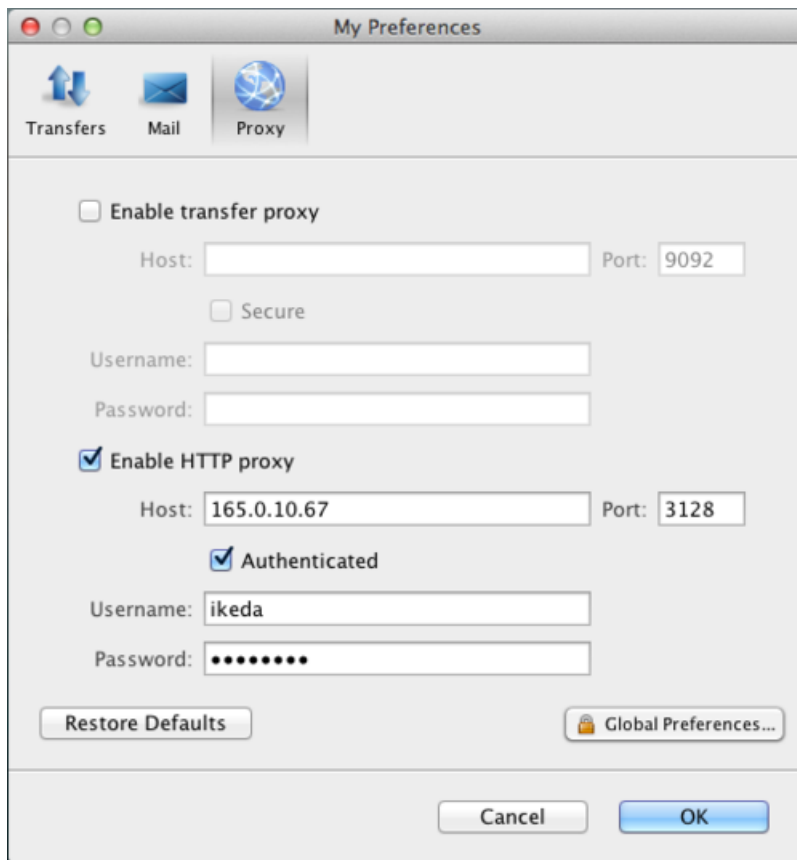 My Preferences
Transfers Mail Proxy
Enable transfer proxy
Host: Port: 9092
Secure
Username:
Password:
Enable HTTP proxy
Host: 165.0.10.67 Port: 3128
Authenticated
Username: ikeda
Password: ••••••••
Restore Defaults Global Preferences...
Cancel OK